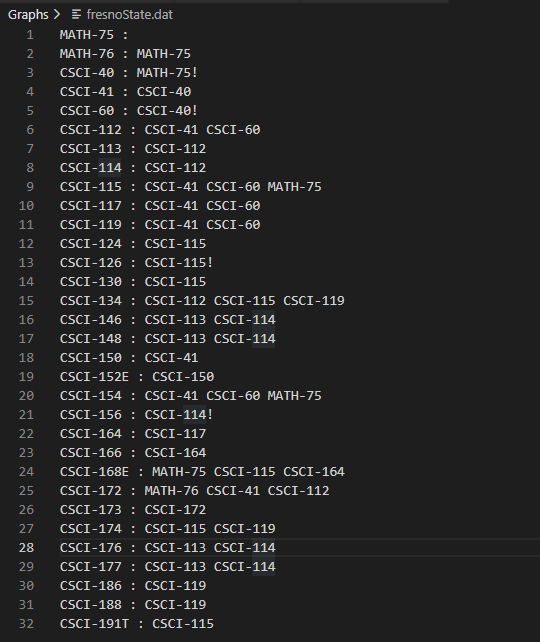 Graphs > fresnoState.dat
1 MATH-75 :
2 MATH-76 : MATH-75
3 CSCI-40 : MATH-75!
4 CSCI-41 : CSCI-40
5 CSCI-60 : CSCI-40!
6 CSCI-112 : CSCI-41 CSCI-60
7 CSCI-113 : CSCI-112
8 CSCI-114 : CSCI-112
9 CSCI-115 : CSCI-41 CSCI-60 MATH-75
10 CSCI-117 : CSCI-41 CSCI-60
11 CSCI-119 : CSCI-41 CSCI-60
12 CSCI-124 : CSCI-115
13 CSCI-126 : CSCI-115!
14 CSCI-130 : CSCI-115
15 CSCI-134 : CSCI-112 CSCI-115 CSCI-119
16 CSCI-146 : CSCI-113 CSCI-114
17 CSCI-148 : CSCI-113 CSCI-114
18 CSCI-150 : CSCI-41
19 CSCI-152E : CSCI-150
20 CSCI-154 : CSCI-41 CSCI-60 MATH-75
21 CSCI-156 : CSCI-114!
22 CSCI-164 : CSCI-117
23 CSCI-166 : CSCI-164
24 CSCI-168E : MATH-75 CSCI-115 CSCI-164
25 CSCI-172 : MATH-76 CSCI-41 CSCI-112
26 CSCI-173 : CSCI-172
27 CSCI-174 : CSCI-115 CSCI-119
28 CSCI-176 : CSCI-113 CSCI-114
29 CSCI-177 : CSCI-113 CSCI-114
30 CSCI-186 : CSCI-119
31 CSCI-188 : CSCI-119
32 CSCI-191T : CSCI-115